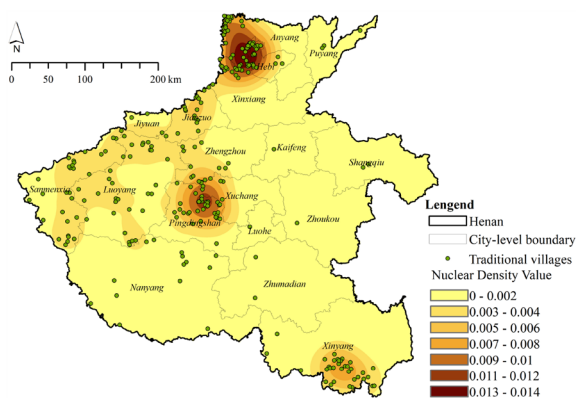 N
0 50 100 200 km
Anyang
Puyang
Hebi
Xinxiang
Jiyuan
Jiaozuo
Zhengzhou
Kaifeng
Shangqiu
Sanmenxia
Luoyang
Xuchang
Pingdingshan
Luohe
Zhoukou
Nanyang
Zhumadian
Xinyang
Lengend
Henan
City-level boundary
Traditional villages
Nuclear Density Value
0 - 0.002
0.003 - 0.004
0.005 - 0.006
0.007 - 0.008
0.009 - 0.01
0.011 - 0.012
0.013 - 0.014